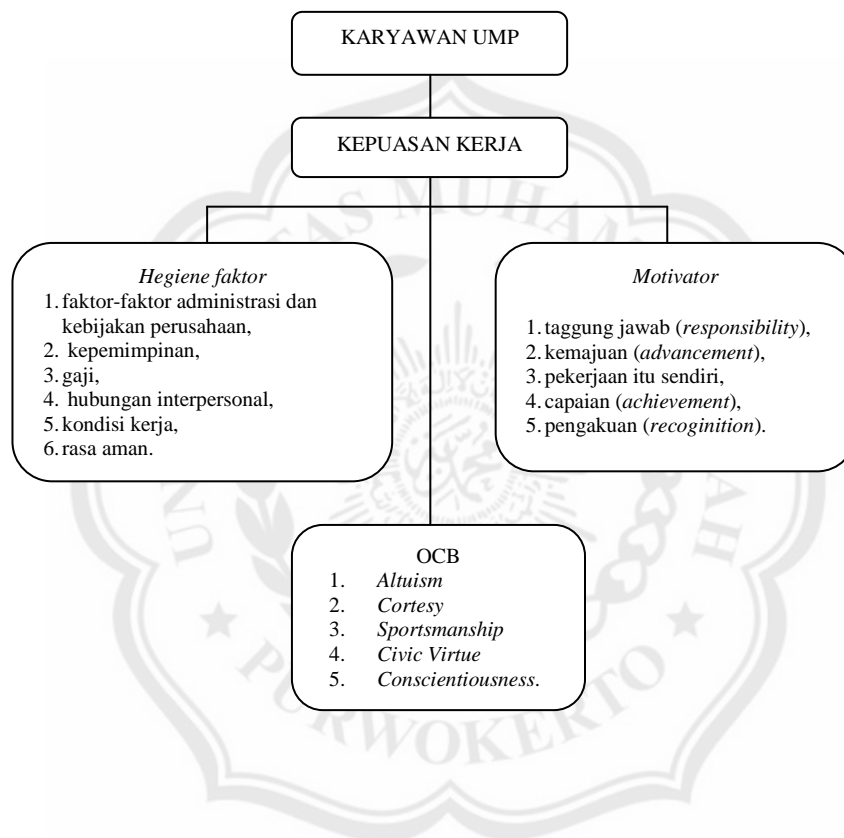 KARYAWAN UMP
KEPUASAN KERJA
Hegiene faktor
1. faktor-faktor administrasi dan
kebijakan perusahaan,
2. kepemimpinan,
3. gaji,
4. hubungan interpersonal,
5. kondisi kerja,
6. rasa aman.
Motivator
1. taggung jawab (responsibility),
2. kemajuan (advancement),
3. pekerjaan itu sendiri,
4. capaian (achievement),
5. pengakuan (recoginition).
OCB
1. Altuism
2. Cortesy
3. Sportsmanship
4. Civic Virtue
5. Conscientiousness.
PURWOKERTO